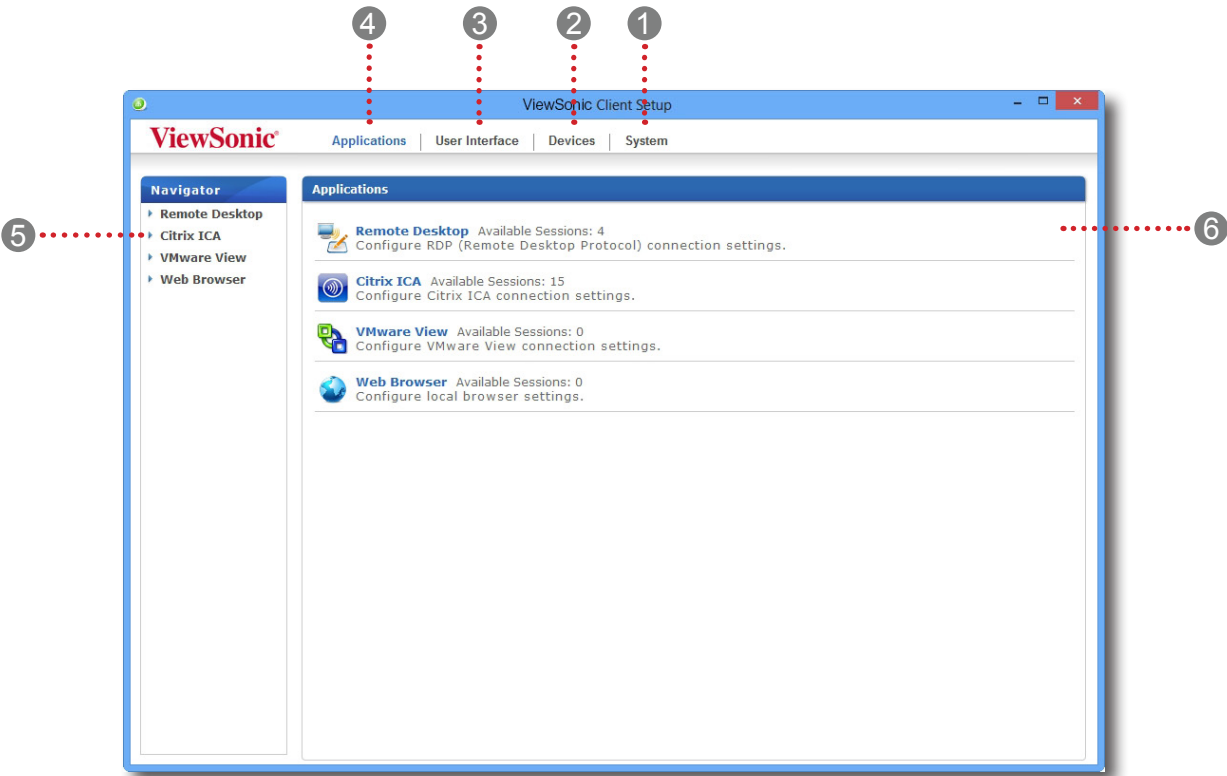 4 3 2 1
ViewSonic Client Setup
ViewSonic®
Applications | User Interface | Devices | System
Navigator
Remote Desktop
Citrix ICA
VMware View
Web Browser
5
Applications
Remote Desktop Available Sessions: 4
Configure RDP (Remote Desktop Protocol) connection settings.
Citrix ICA Available Sessions: 15
Configure Citrix ICA connection settings.
VMware View Available Sessions: 0
Configure VMware View connection settings.
Web Browser Available Sessions: 0
Configure local browser settings.
6